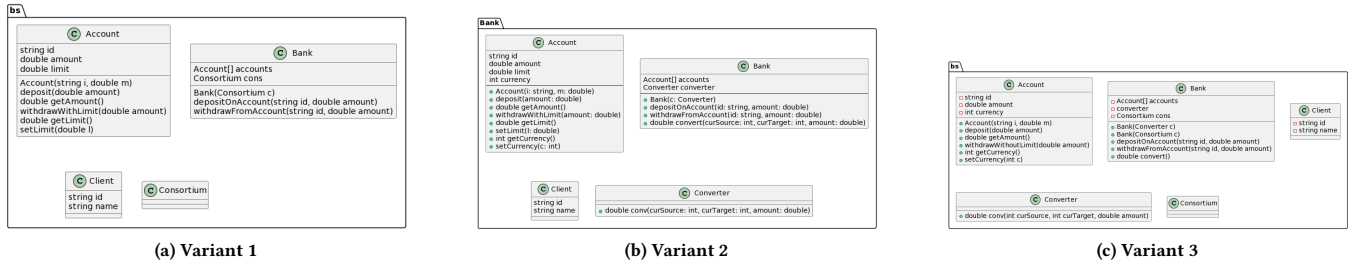 bs
C Account
string id
double amount
double limit
Account(string i, double m)
deposit(double amount)
double getAmount()
withdrawWithLimit(double amount)
double getLimit()
setLimit(double l)
C Bank
Account[] accounts
Consortium cons
Bank(Consortium c)
depositOnAccount(string id, double amount)
withdrawFromAccount(string id, double amount)
C Client
string id
string name
C Consortium
(a) Variant 1
Bank
C Account
string id
double amount
double limit
int currency
Account(i: string, m: double)
deposit(amount: double)
double getAmount()
withdrawWithLimit(amount: double)
double getLimit()
setLimit(l: double)
int getCurrency()
setCurrency(c: int)
C Bank
Account[] accounts
Converter converter
Bank(c: Converter)
depositOnAccount(id: string, amount: double)
withdrawFromAccount(id: string, amount: double)
double convert(curSource: int, curTarget: int, amount: double)
C Client
string id
string name
C Converter
double conv(curSource: int, curTarget: int, amount: double)
(b) Variant 2
bs
C Account
string id
double amount
int currency
Account(string i, double m)
deposit(double amount)
double getAmount()
withdrawWithoutLimit(double amount)
int getCurrency()
setCurrency(int c)
C Bank
Account[] accounts
converter
Consortium cons
Bank(Converter c)
Bank(Consortium c)
depositOnAccount(string id, double amount)
withdrawFromAccount(string id, double amount)
double convert()
C Client
string id
string name
C Converter
double conv(int curSource, int curTarget, double amount)
C Consortium
(c) Variant 3